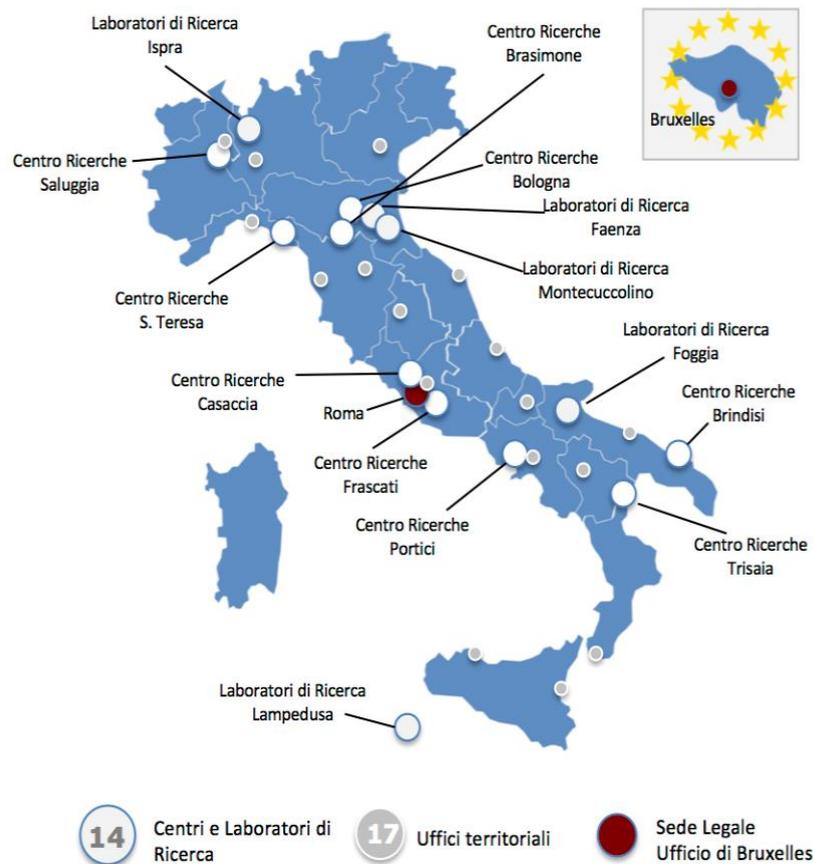 Laboratori di Ricerca
Ispra
Centro Ricerche
Brasimone
Bruxelles
Centro Ricerche
Saluggia
Centro Ricerche
Bologna
Laboratori di Ricerca
Faenza
Laboratori di Ricerca
Montecuccolino
Centro Ricerche
S. Teresa
Laboratori di Ricerca
Foggia
Centro Ricerche
Casaccia
Centro Ricerche
Brindisi
Roma
Centro Ricerche
Frascati
Centro Ricerche
Portici
Centro Ricerche
Trisaia
Laboratori di Ricerca
Lampedusa
14
Centri e Laboratori di
Ricerca
17
Uffici territoriali
Sede Legale
Ufficio di Bruxelles